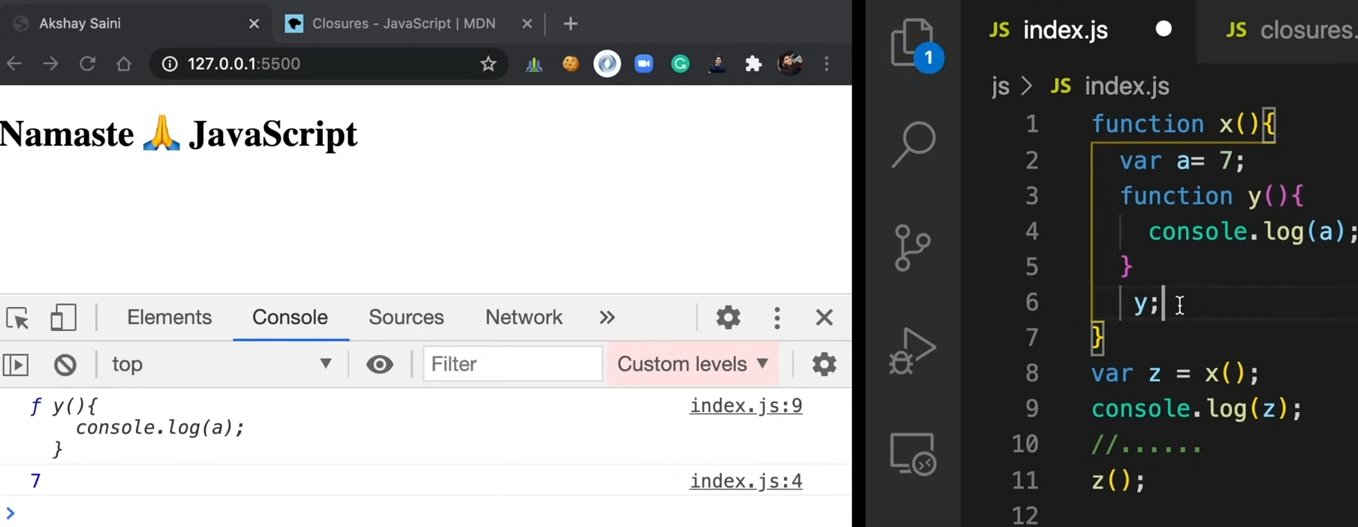 Akshay Saini
Closures - JavaScript | MDN
127.0.0.1:5500
Namaste 🙏 JavaScript
Elements Console Sources Network »
top Filter Custom levels ▼
ƒ y(){ index.js:9
console.log(a);
}
7 index.js:4
>
JS index.js JS closures.
1
js > JS index.js
1 function x(){
2 var a= 7;
3 function y(){
4 console.log(a);
5 }
6 y;
7 }
8 var z = x();
9 console.log(z);
10 //......
11 z();
12